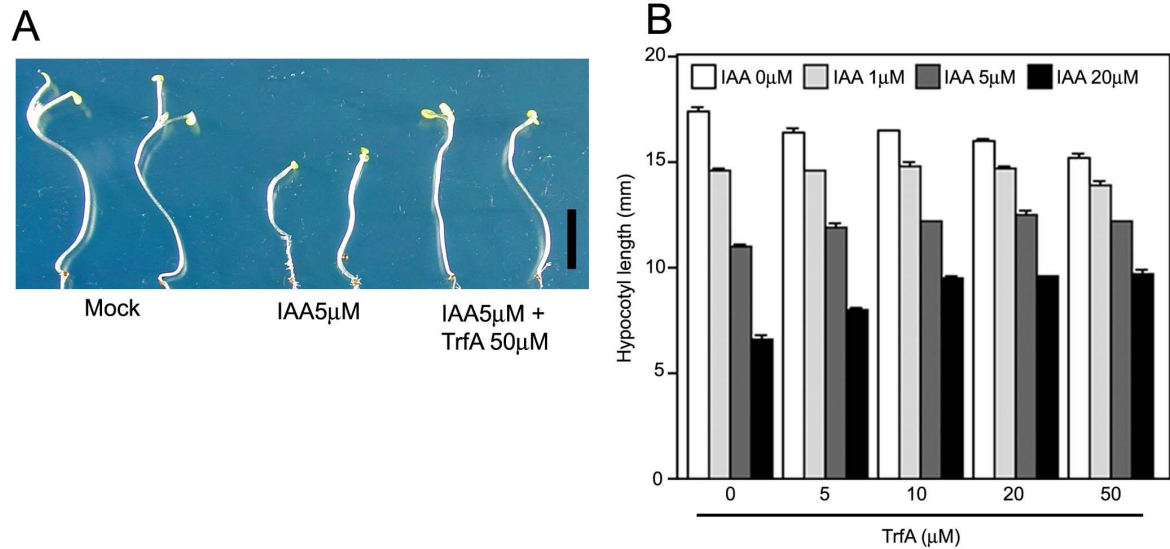 A
Mock
IAA5μM
IAA5μM +
TrfA 50μM
B
Hypocotyl length (mm)
20
15
10
5
0
IAA 0μM
IAA 1μM
IAA 5μM
IAA 20μM
0
5
10
20
50
TrfA (μM)